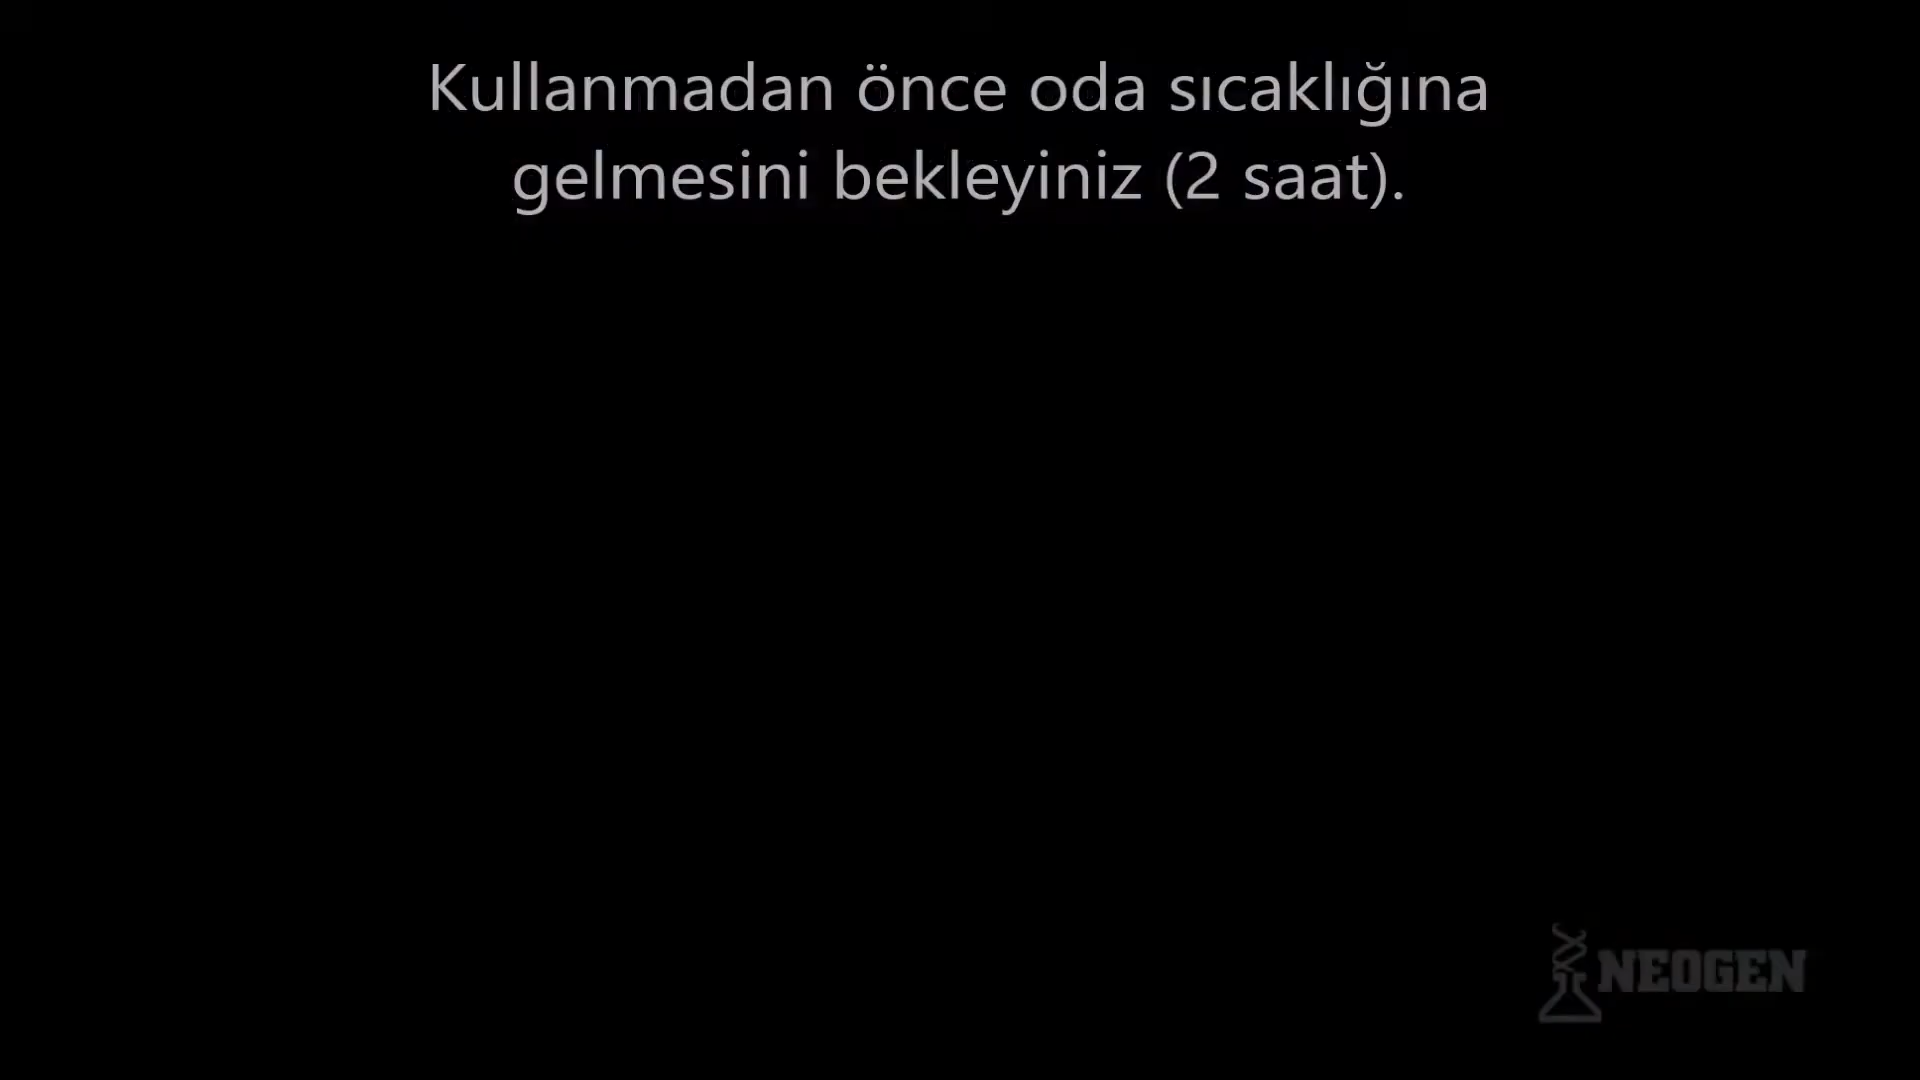 Kullanmadan önce oda sıcaklığına
gelmesini bekleyiniz (2 saat).
NEOGEN